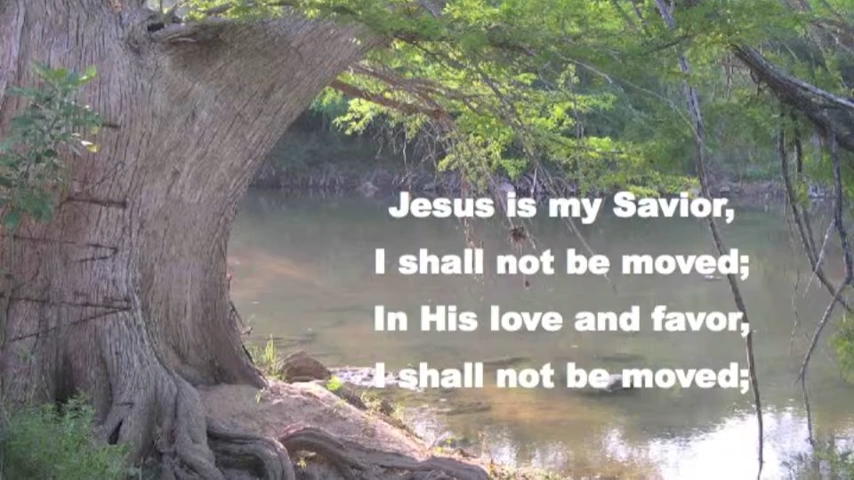 Jesus is my Savior,
I shall not be moved;
In His love and favor,
I shall not be moved;